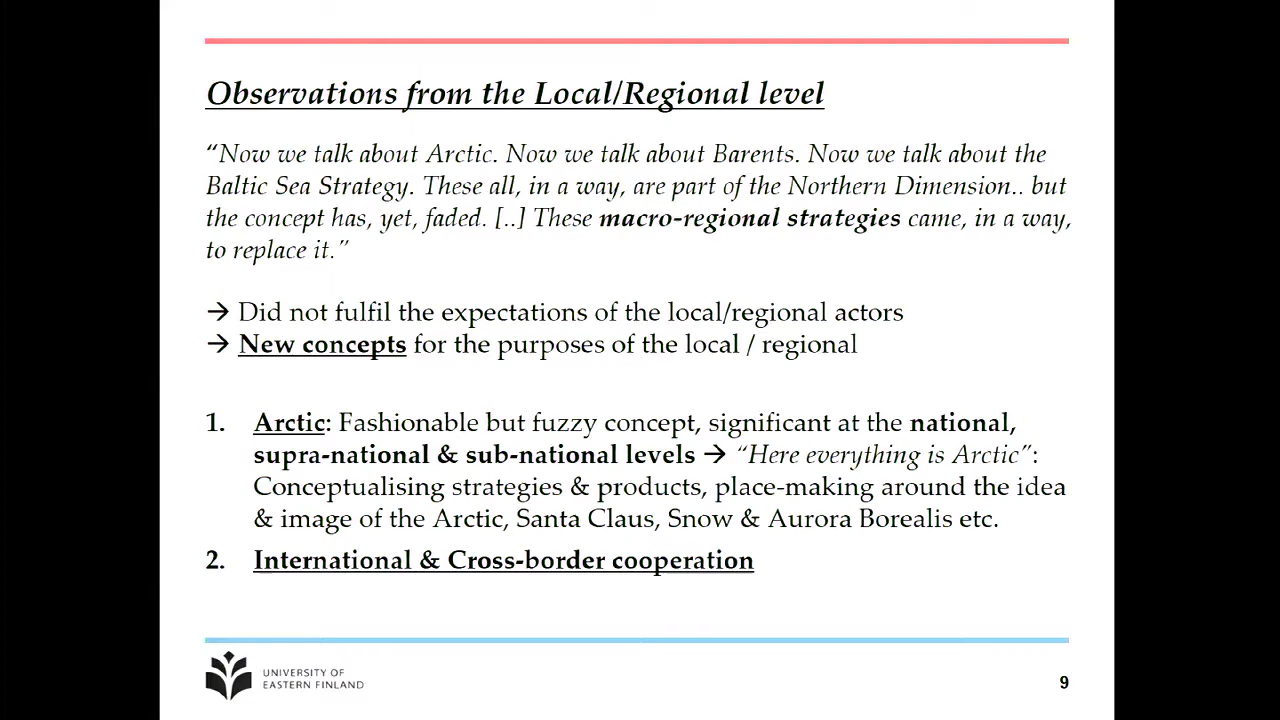 Observations from the Local/Regional level
“Now we talk about Arctic. Now we talk about Barents. Now we talk about the
Baltic Sea Strategy. These all, in a way, are part of the Northern Dimension.. but
the concept has, yet, faded. [..] These macro-regional strategies came, in a way,
to replace it.”
→ Did not fulfil the expectations of the local/regional actors
→ New concepts for the purposes of the local / regional
1. Arctic: Fashionable but fuzzy concept, significant at the national,
supra-national & sub-national levels → “Here everything is Arctic”:
Conceptualising strategies & products, place-making around the idea
& image of the Arctic, Santa Claus, Snow & Aurora Borealis etc.
2. International & Cross-border cooperation
UNIVERSITY OF
EASTERN FINLAND
9